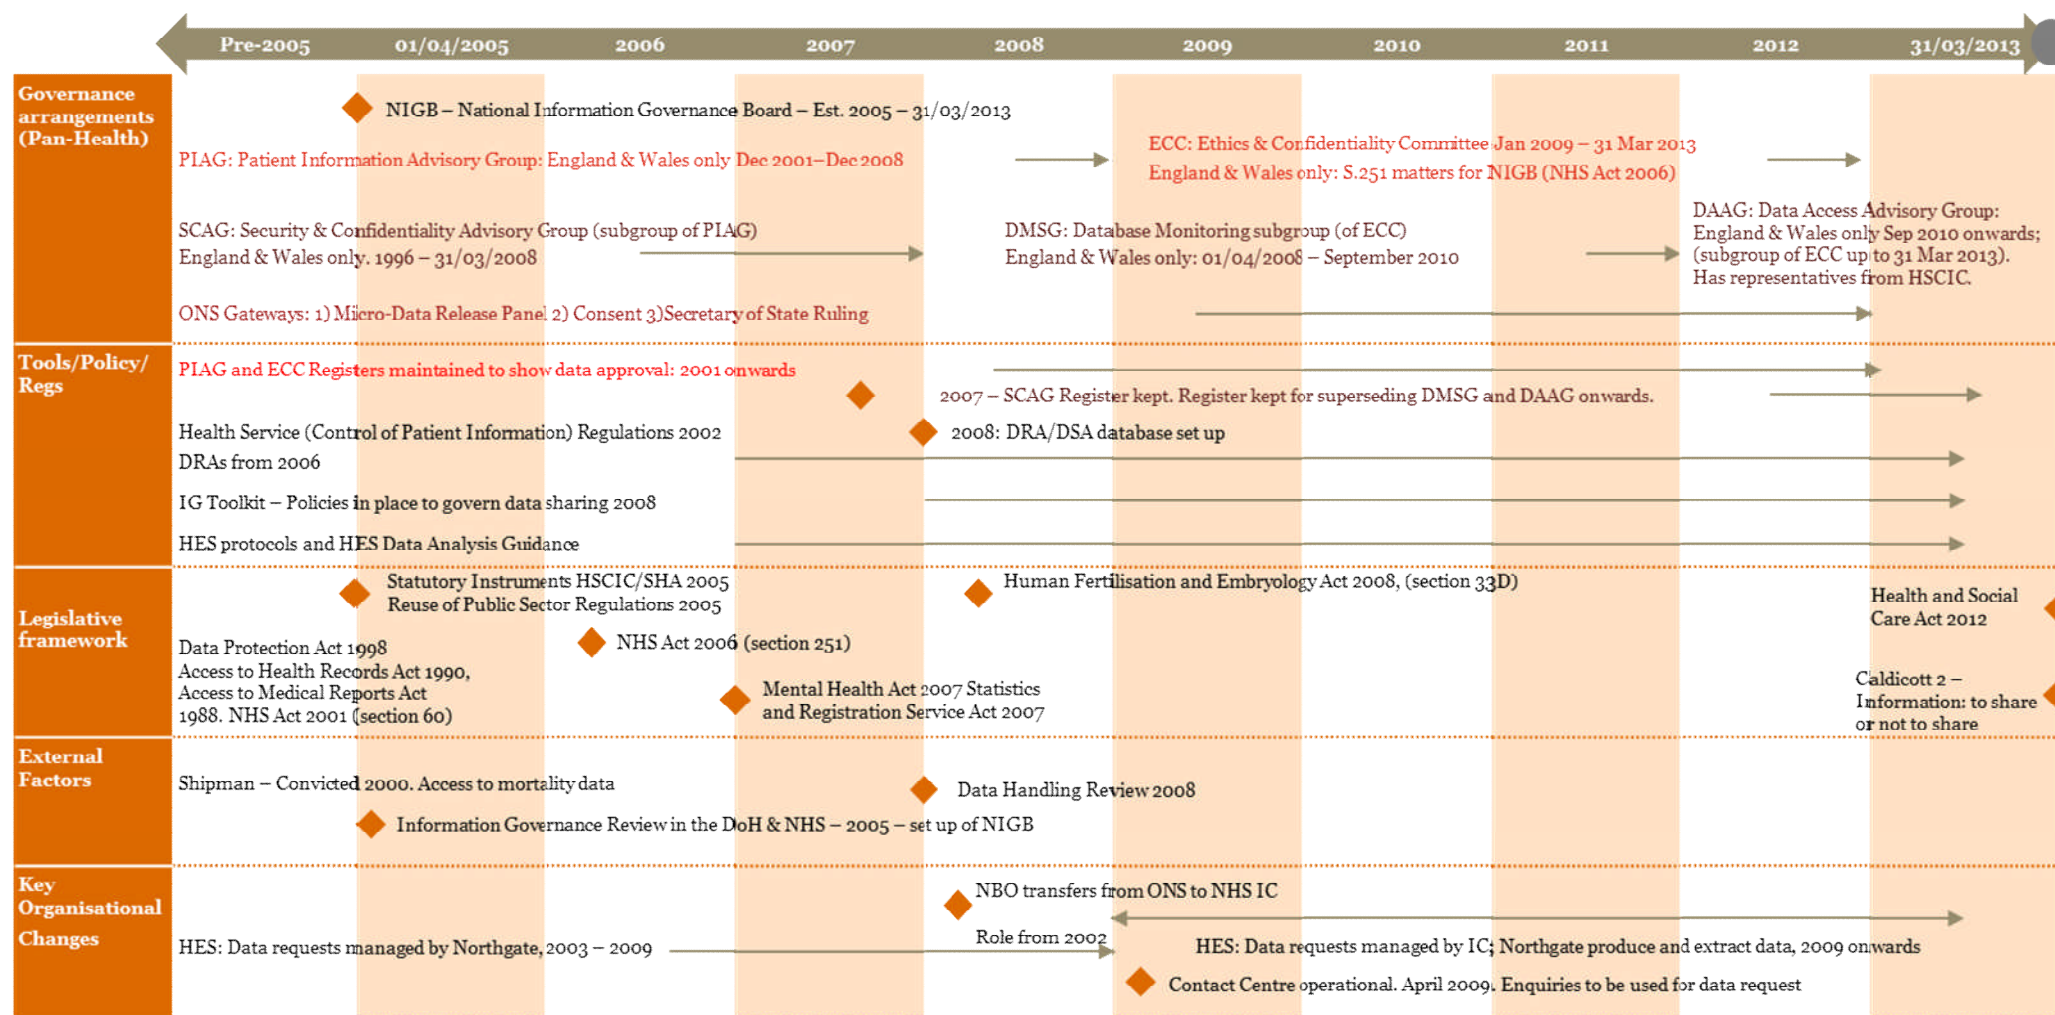 Pre-2005 01/04/2005 2006 2007 2008 2009 2010 2011 2012 31/03/2013
Governance
arrangements
(Pan-Health)
NIGB – National Information Governance Board – Est. 2005 – 31/03/2013
PIAG: Patient Information Advisory Group: England & Wales only Dec 2001–Dec 2008
ECC: Ethics & Confidentiality Committee Jan 2009 – 31 Mar 2013
England & Wales only: S.251 matters for NIGB (NHS Act 2006)
SCAG: Security & Confidentiality Advisory Group (subgroup of PIAG)
England & Wales only. 1996 – 31/03/2008
DMSG: Database Monitoring subgroup (of ECC)
England & Wales only: 01/04/2008 – September 2010
DAAG: Data Access Advisory Group:
England & Wales only Sep 2010 onwards;
(subgroup of ECC up to 31 Mar 2013).
Has representatives from HSCIC.
ONS Gateways: 1) Micro-Data Release Panel 2) Consent 3)Secretary of State Ruling
Tools/Policy/
Regs
PIAG and ECC Registers maintained to show data approval: 2001 onwards
2007 – SCAG Register kept. Register kept for superseding DMSG and DAAG onwards.
Health Service (Control of Patient Information) Regulations 2002
2008: DRA/DSA database set up
DRAs from 2006
IG Toolkit – Policies in place to govern data sharing 2008
HES protocols and HES Data Analysis Guidance
Legislative
framework
Statutory Instruments HSCIC/SHA 2005
Reuse of Public Sector Regulations 2005
Human Fertilisation and Embryology Act 2008, (section 33D)
Health and Social
Care Act 2012
NHS Act 2006 (section 251)
Data Protection Act 1998
Access to Health Records Act 1990,
Access to Medical Reports Act
1988. NHS Act 2001 (section 60)
Mental Health Act 2007 Statistics
and Registration Service Act 2007
Caldicott 2 –
Information: to share
or not to share
External
Factors
Shipman – Convicted 2000. Access to mortality data
Data Handling Review 2008
Information Governance Review in the DoH & NHS – 2005 – set up of NIGB
Key
Organisational
Changes
NBO transfers from ONS to NHS IC
Role from 2002
HES: Data requests managed by Northgate, 2003 – 2009
HES: Data requests managed by IC; Northgate produce and extract data, 2009 onwards
Contact Centre operational. April 2009. Enquiries to be used for data request